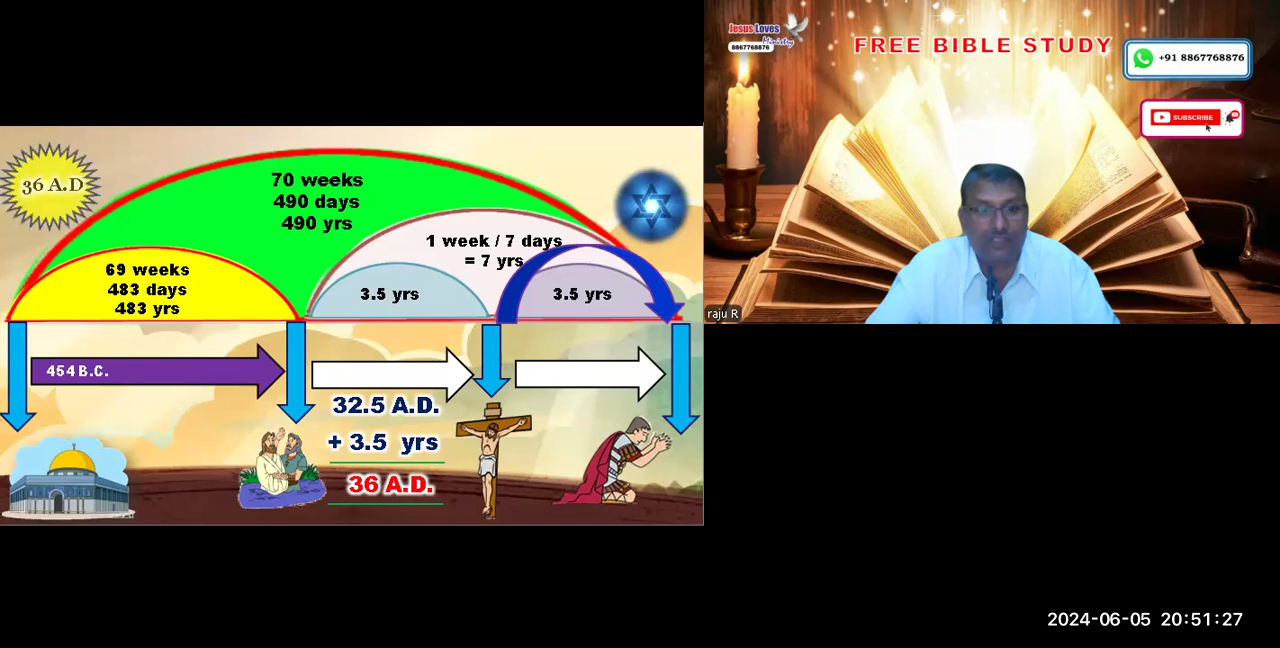 36 A.D
70 weeks
490 days
490 yrs
1 week / 7 days
= 7 yrs
69 weeks
483 days
483 yrs
3.5 yrs
3.5 yrs
454 B.C.
32.5 A.D.
+ 3.5 yrs
36 A.D.
Jesus Loves
Ministry
8867768876
FREE BIBLE STUDY
+91 8867768876
SUBSCRIBE
raju R
2024-06-05 20:51:27